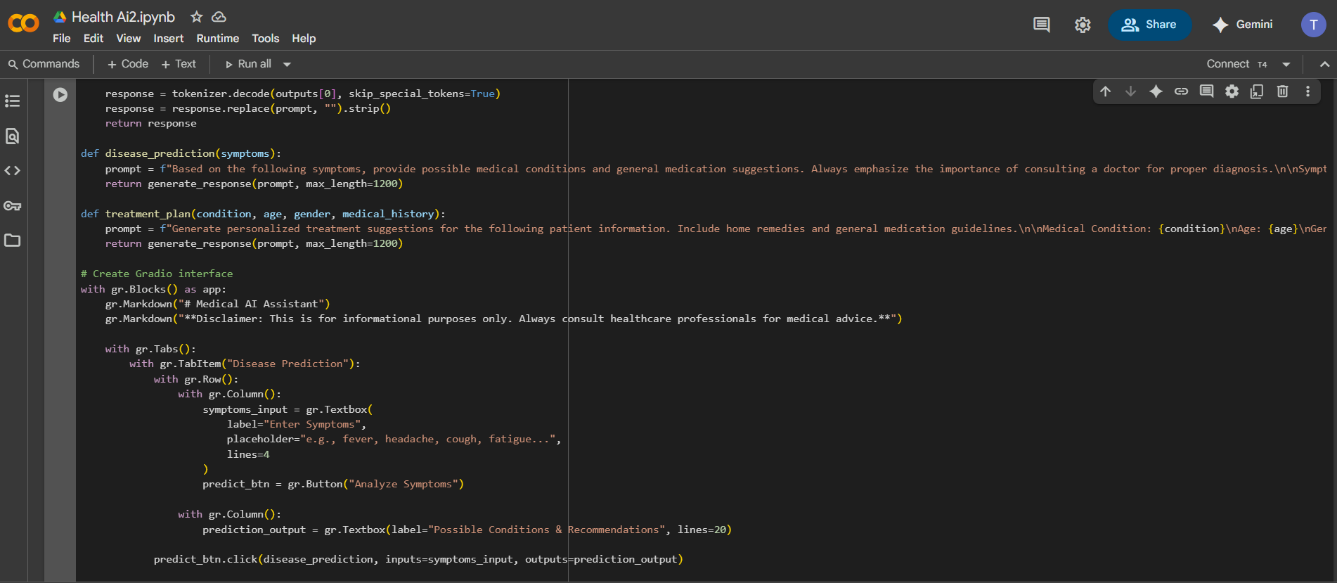 Health Ai2.ipynb
File Edit View Insert Runtime Tools Help
Share
Gemini
T
Commands + Code + Text Run all
Connect T4
response = tokenizer.decode(outputs[0], skip_special_tokens=True)
response = response.replace(prompt, "").strip()
return response
def disease_prediction(symptoms):
prompt = f"Based on the following symptoms, provide possible medical conditions and general medication suggestions. Always emphasize the importance of consulting a doctor for proper diagnosis.\n\nSympt
return generate_response(prompt, max_length=1200)
def treatment_plan(condition, age, gender, medical_history):
prompt = f"Generate personalized treatment suggestions for the following patient information. Include home remedies and general medication guidelines.\n\nMedical Condition: {condition}\nAge: {age}\nGer
return generate_response(prompt, max_length=1200)
# Create Gradio interface
with gr.Blocks() as app:
gr.Markdown("# Medical AI Assistant")
gr.Markdown("**Disclaimer: This is for informational purposes only. Always consult healthcare professionals for medical advice.**")
with gr.Tabs():
with gr.TabItem("Disease Prediction"):
with gr.Row():
with gr.Column():
symptoms_input = gr.Textbox(
label="Enter Symptoms",
placeholder="e.g., fever, headache, cough, fatigue...",
lines=4
)
predict_btn = gr.Button("Analyze Symptoms")
with gr.Column():
prediction_output = gr.Textbox(label="Possible Conditions & Recommendations", lines=20)
predict_btn.click(disease_prediction, inputs=symptoms_input, outputs=prediction_output)